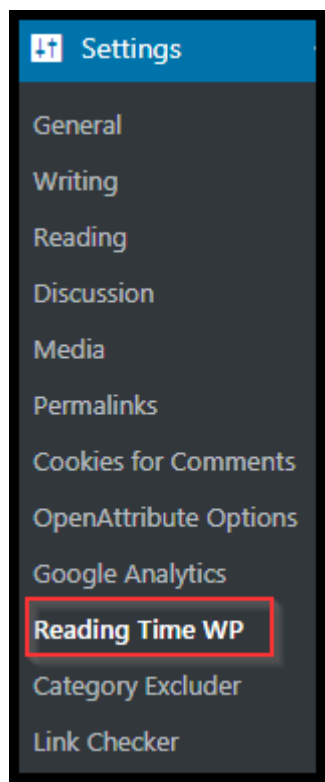 Settings
General
Writing
Reading
Discussion
Media
Permalinks
Cookies for Comments
OpenAttribute Options
Google Analytics
Reading Time WP
Category Excluder
Link Checker